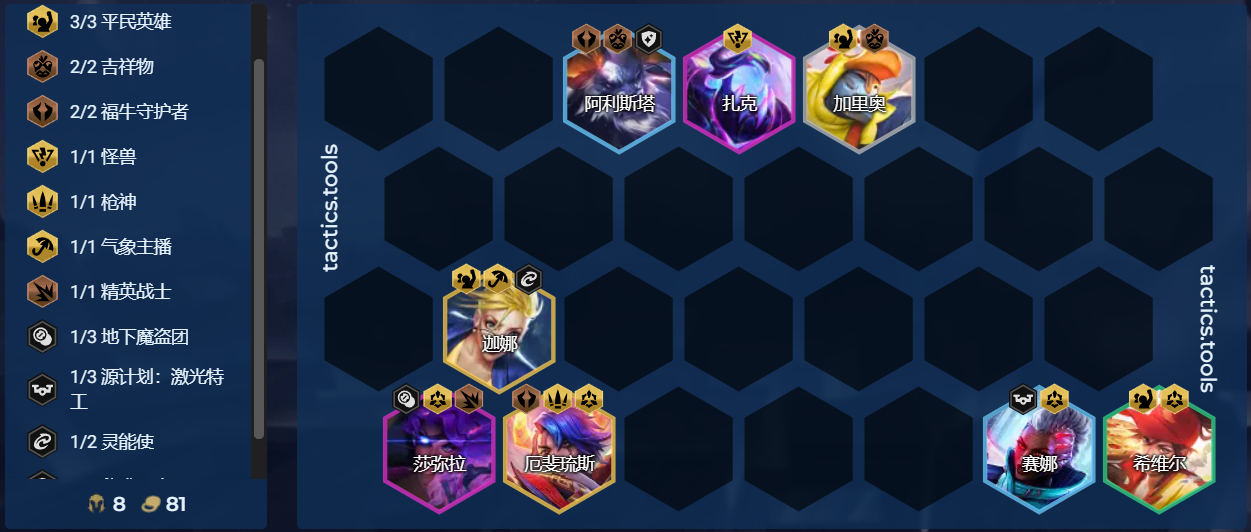 3/3 平民英雄
2/2 吉祥物
2/2 福牛守护者
1/1 怪兽
1/1 枪神
1/1 气象主播
1/1 精英战士
1/3 地下魔盗团
1/3 源计划：激光特
工
1/2 灵能使
8 81
tactics.tools
阿利斯塔
扎克
加里奥
迦娜
莎弥拉
厄斐琉斯
赛娜
希维尔
tactics.tools